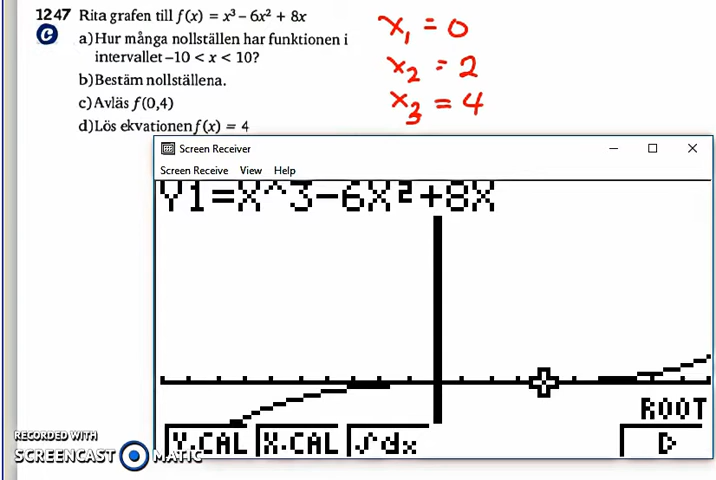 1247 Rita grafen till f(x) = x³ – 6x² + 8x
C
a) Hur många nollställen har funktionen i
intervallet –10 < x < 10?
b) Bestäm nollställena.
c) Avläs f(0,4)
d) Lös ekvationen f(x) = 4
x₁ = 0
x₂ = 2
x₃ = 4
Screen Receiver
Screen Receive View Help
Y1=X^3–6X²+8X
ROOT
Y·CAL X·CAL ∫dx ▷
RECORDED WITH
SCREENCAST MATIC